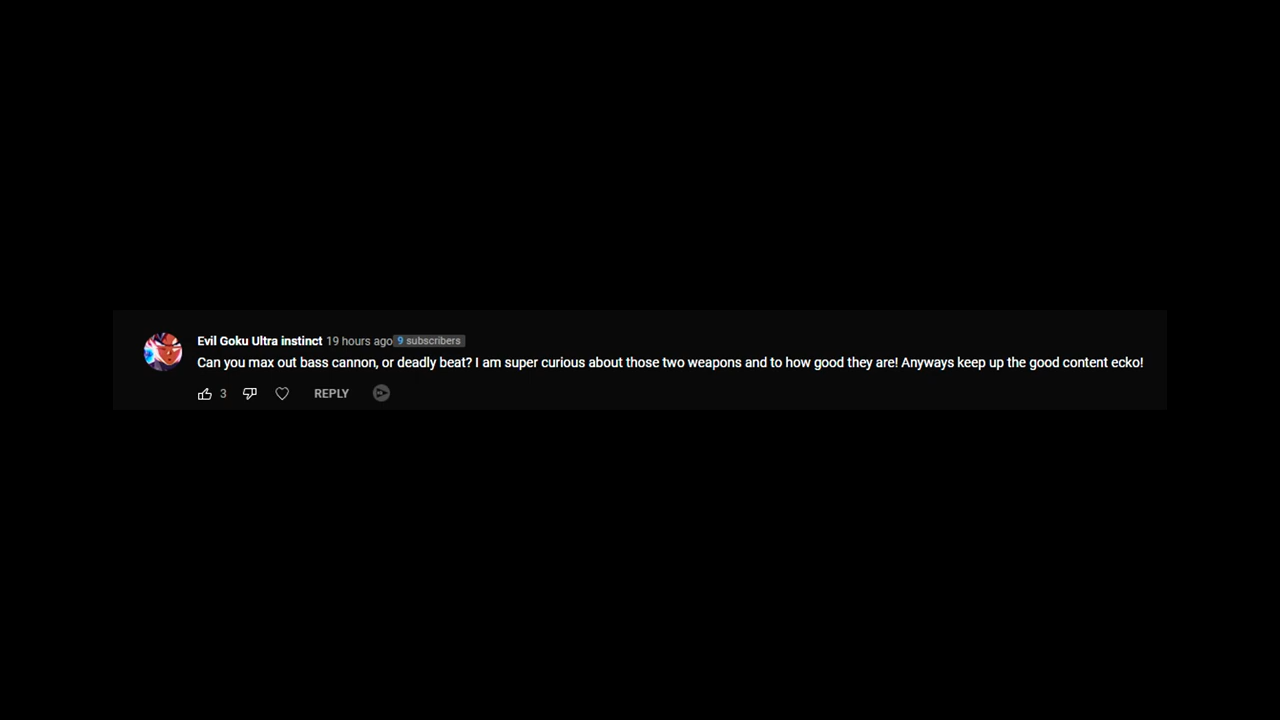 Evil Goku Ultra instinct 19 hours ago 9 subscribers
Can you max out bass cannon, or deadly beat? I am super curious about those two weapons and to how good they are! Anyways keep up the good content ecko!
3 REPLY